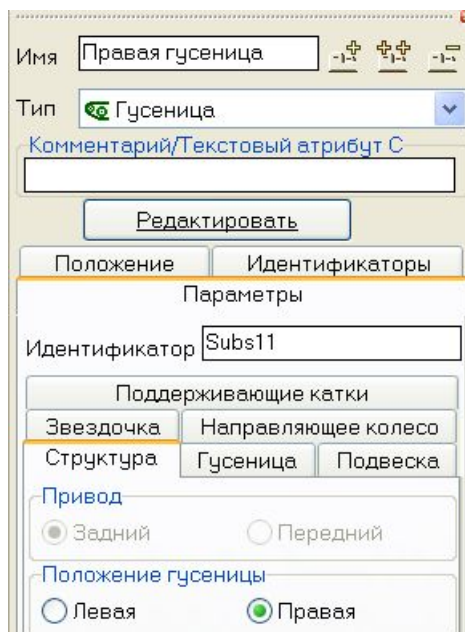 Имя Правая гусеница
Тип Гусеница
Комментарий/Текстовый атрибут C
Редактировать
Положение Идентификаторы
Параметры
Идентификатор Subs11
Поддерживающие катки
Звездочка Направляющее колесо
Структура Гусеница Подвеска
Привод
Задний Передний
Положение гусеницы
Левая Правая